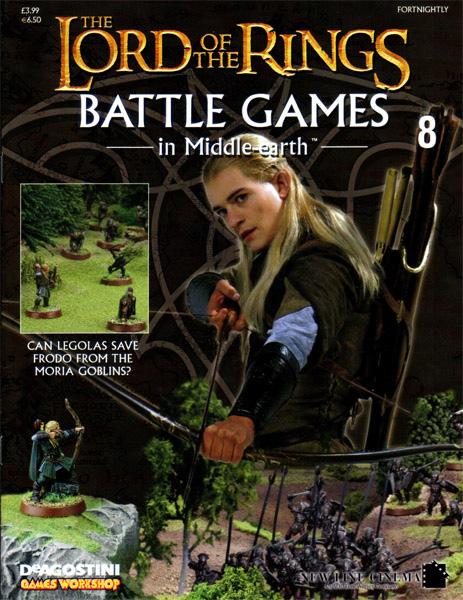 £3.99
€6.50
FORTNIGHTLY
THE
LORD OF THE RINGS
BATTLE GAMES
in Middle-earth™
8
CAN LEGOLAS SAVE
FRODO FROM THE
MORIA GOBLINS?
DeAGOSTINI
GAMES WORKSHOP
NEW LINE CINEMA